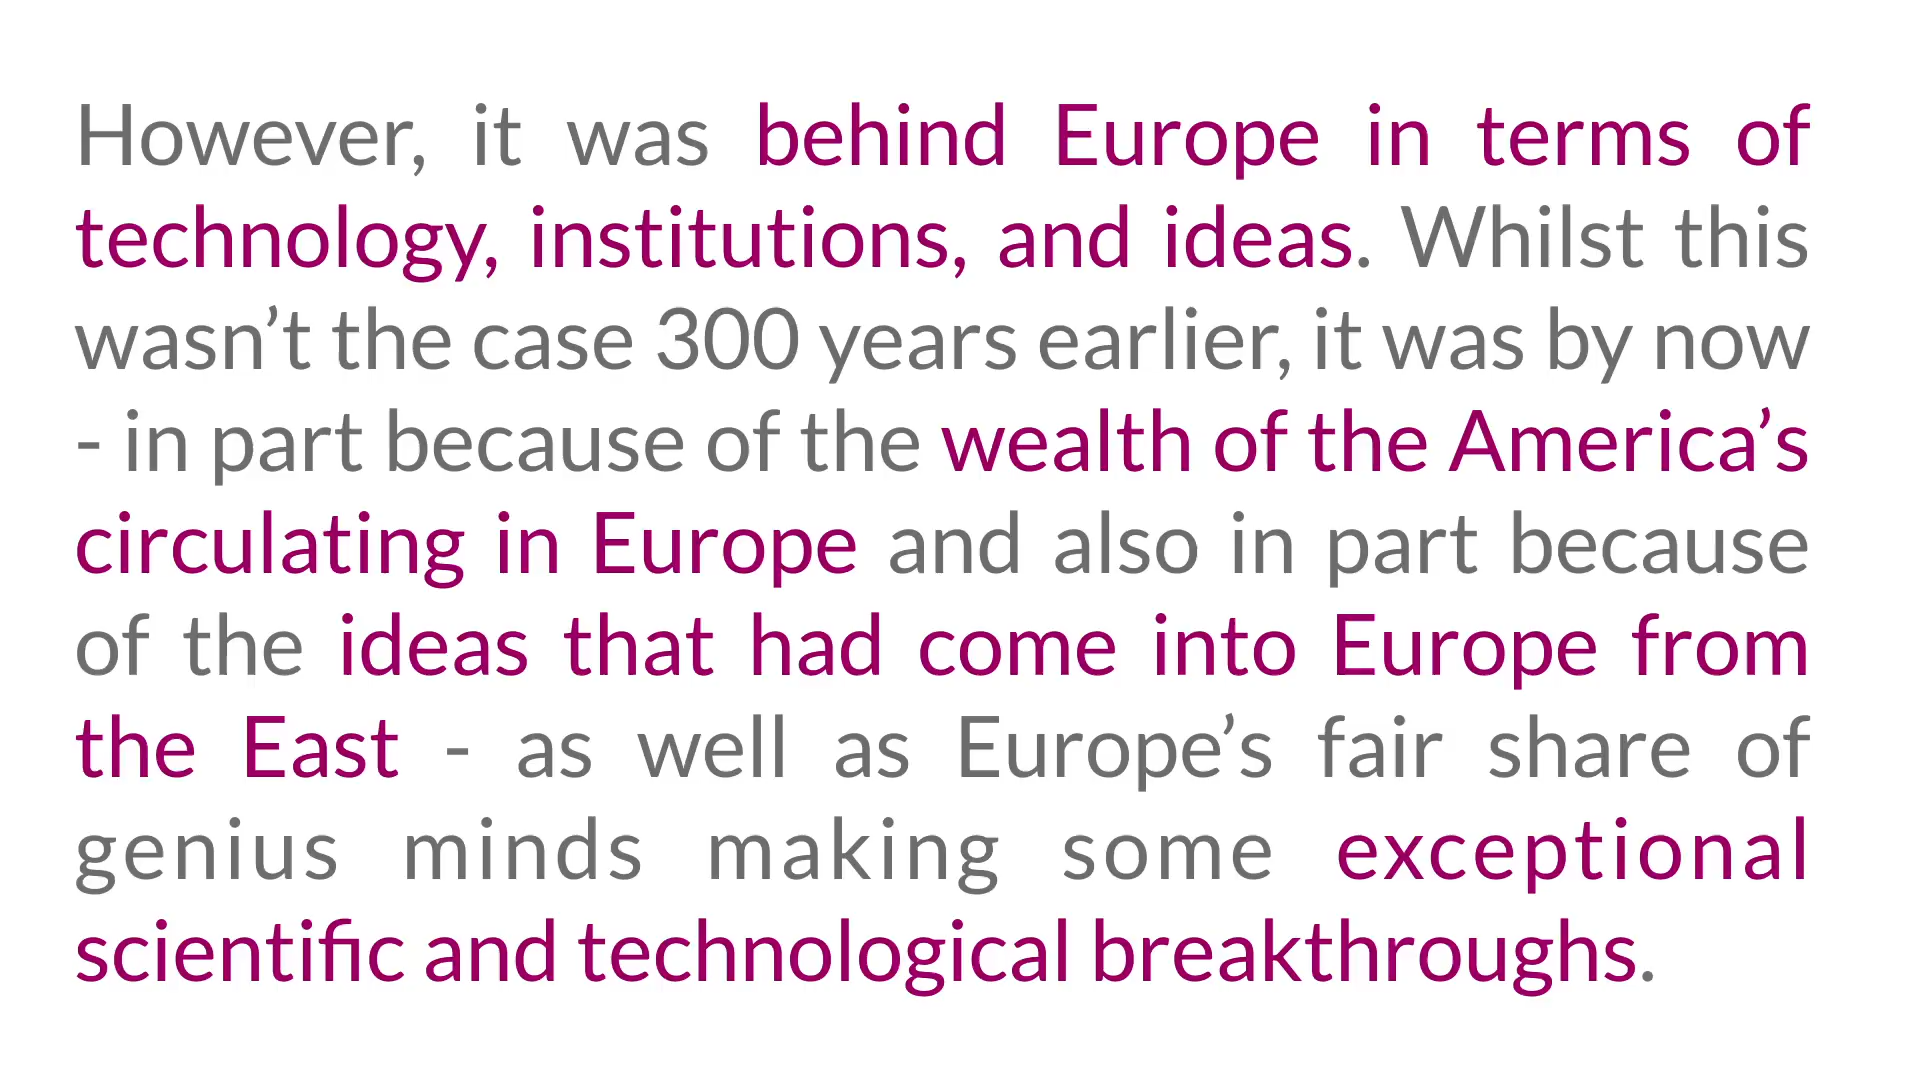 However, it was behind Europe in terms of
technology, institutions, and ideas. Whilst this
wasn’t the case 300 years earlier, it was by now
- in part because of the wealth of the America’s
circulating in Europe and also in part because
of the ideas that had come into Europe from
the East - as well as Europe’s fair share of
genius minds making some exceptional
scientific and technological breakthroughs.